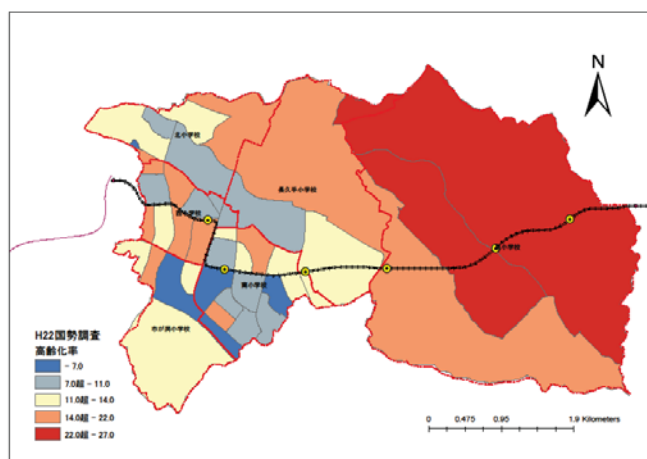 N
北小学校
長久手小学校
西小学校
東小学校
南小学校
市が洞小学校
H22国勢調査
高齢化率
- 7.0
7.0超 - 11.0
11.0 - 14.0
14.0超 - 22.0
22.0超 - 27.0
0 0.475 0.95 1.9 Kilometers